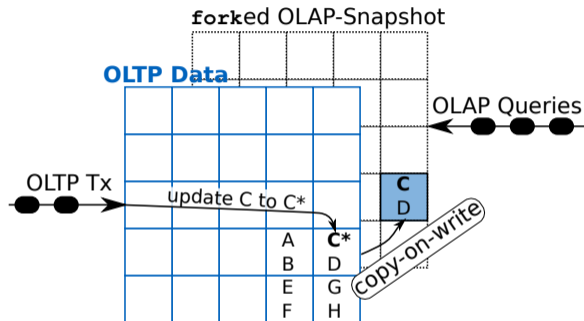 forked OLAP-Snapshot
OLTP Data
OLAP Queries
OLTP Tx
update C to C*
C
D
A C*
B D
E G
F H
copy-on-write